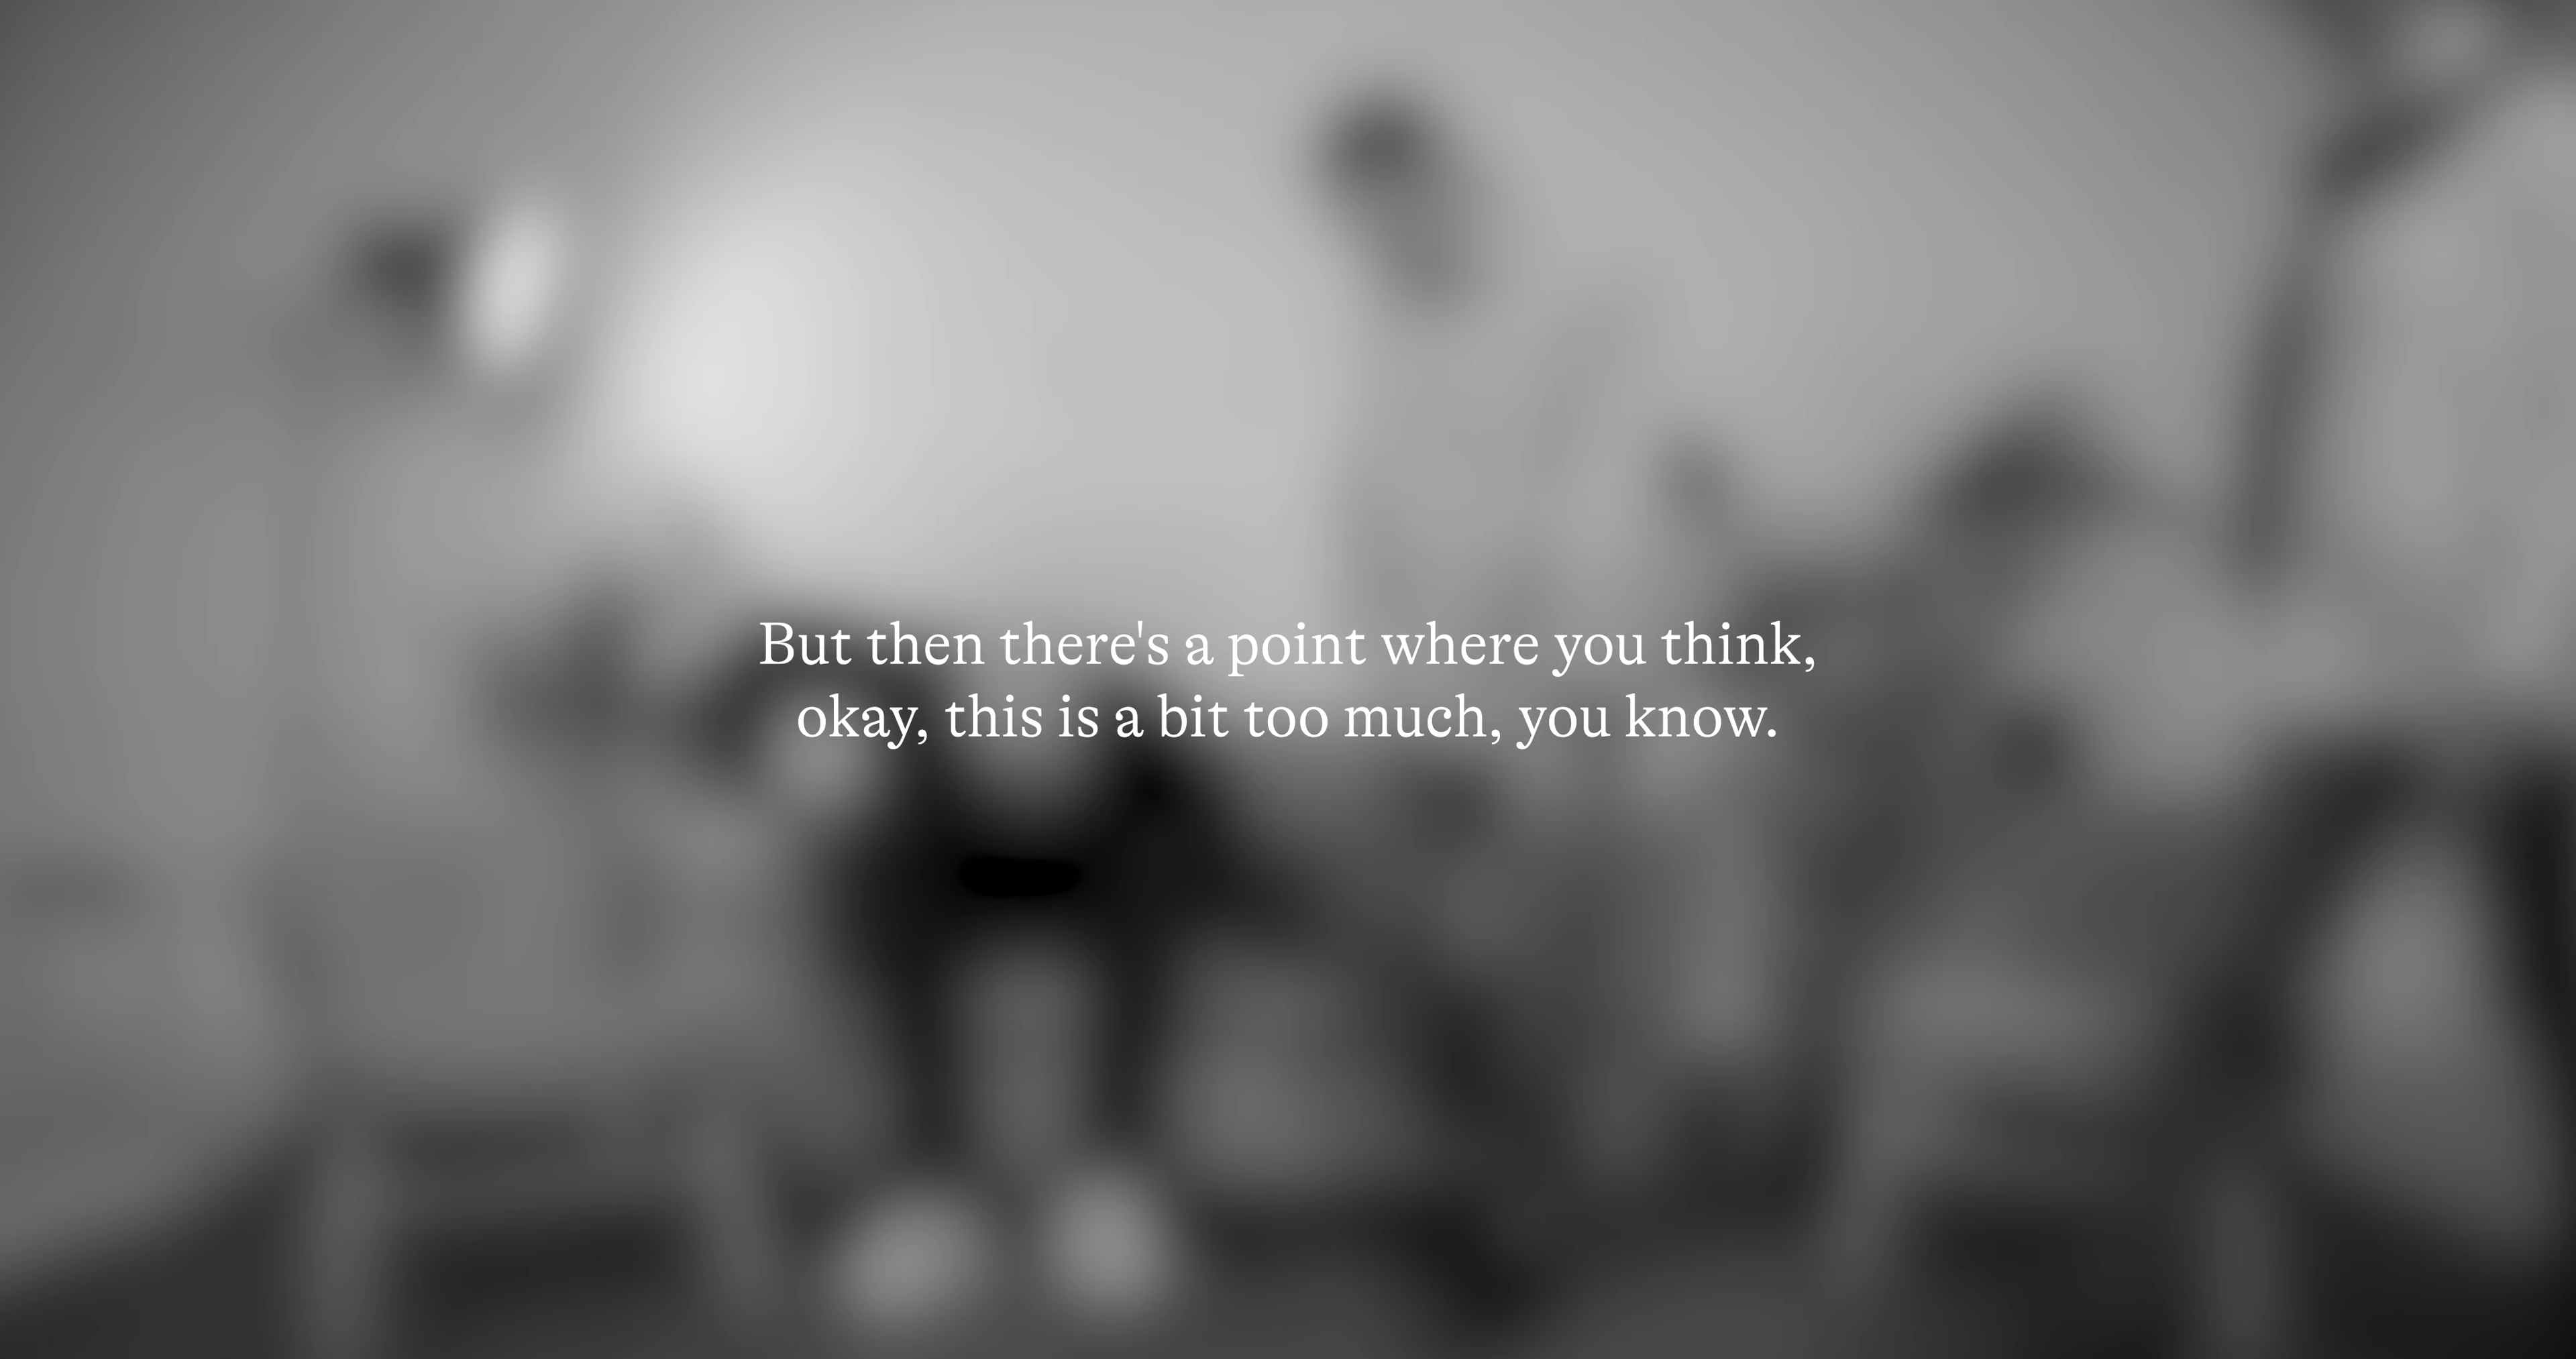 But then there's a point where you think,
okay, this is a bit too much, you know.